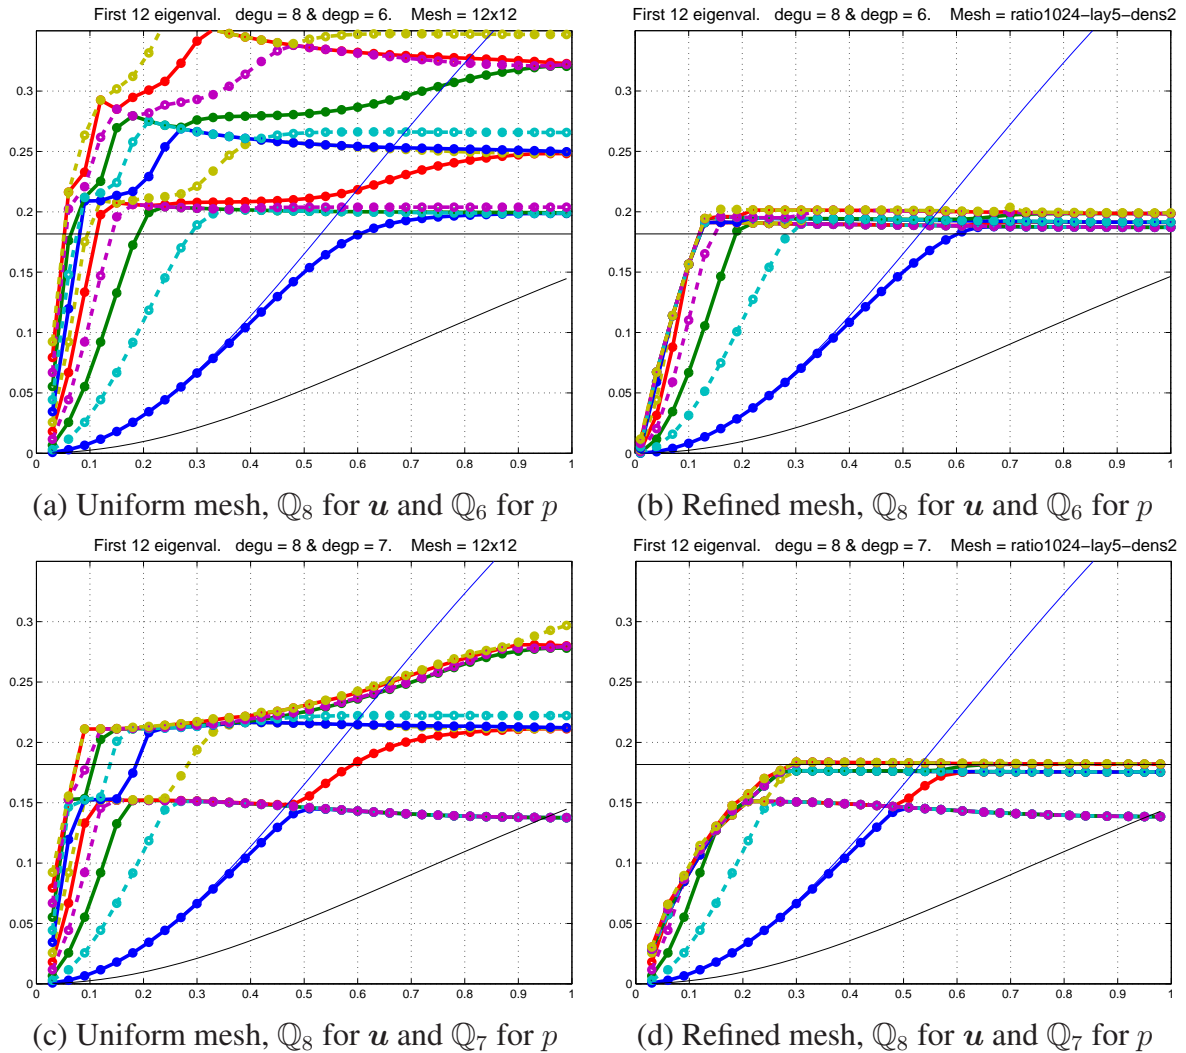 First 12 eigenval. degu = 8 & degp = 6. Mesh = 12x12
0.3
0.25
0.2
0.15
0.1
0.05
0
0 0.1 0.2 0.3 0.4 0.5 0.6 0.7 0.8 0.9 1
(a) Uniform mesh, ℚ8 for u and ℚ6 for p
First 12 eigenval. degu = 8 & degp = 6. Mesh = ratio1024−lay5−dens2
0.3
0.25
0.2
0.15
0.1
0.05
0
0 0.1 0.2 0.3 0.4 0.5 0.6 0.7 0.8 0.9 1
(b) Refined mesh, ℚ8 for u and ℚ6 for p
First 12 eigenval. degu = 8 & degp = 7. Mesh = 12x12
0.3
0.25
0.2
0.15
0.1
0.05
0
0 0.1 0.2 0.3 0.4 0.5 0.6 0.7 0.8 0.9 1
(c) Uniform mesh, ℚ8 for u and ℚ7 for p
First 12 eigenval. degu = 8 & degp = 7. Mesh = ratio1024−lay5−dens2
0.3
0.25
0.2
0.15
0.1
0.05
0
0 0.1 0.2 0.3 0.4 0.5 0.6 0.7 0.8 0.9 1
(d) Refined mesh, ℚ8 for u and ℚ7 for p